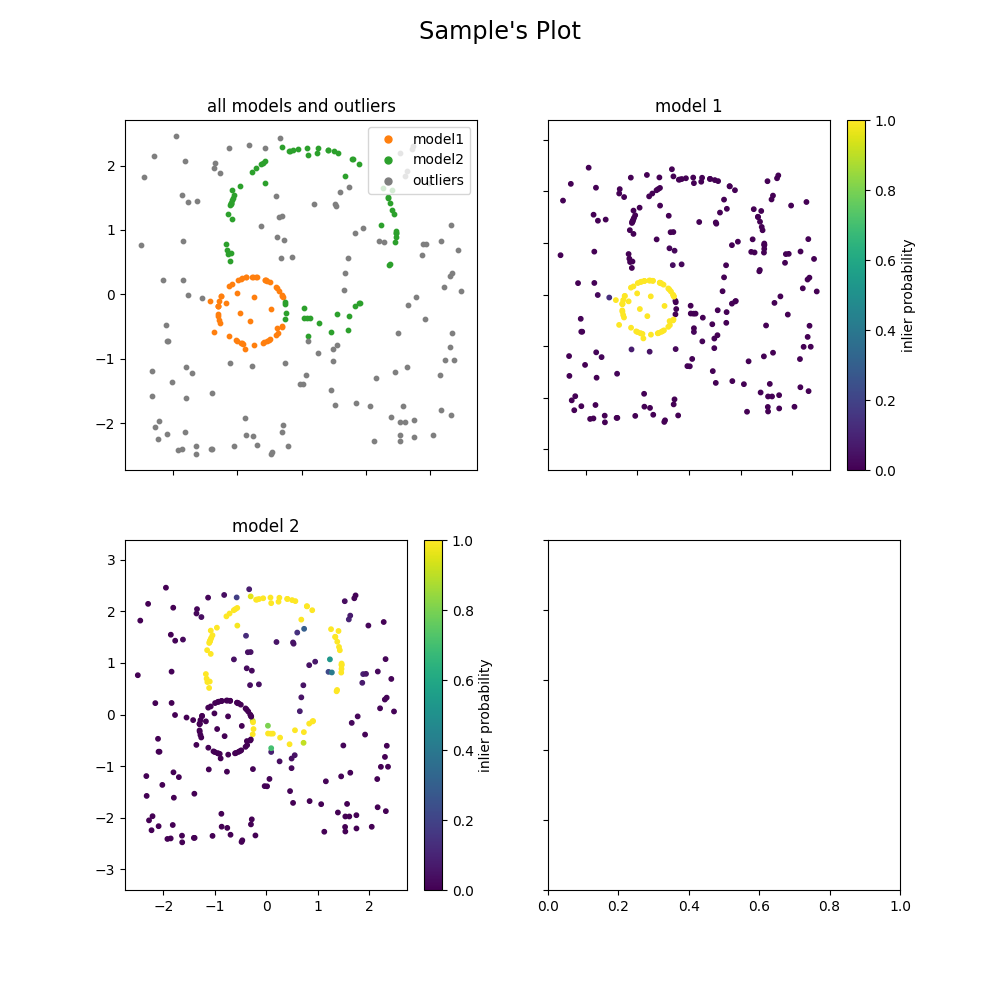 Sample's Plot
all models and outliers
model1
model2
outliers
2
1
0
−1
−2
model 1
1.0
0.8
0.6
0.4
0.2
0.0
inlier probability
model 2
3
2
1
0
−1
−2
−3
−2 −1 0 1 2
1.0
0.8
0.6
0.4
0.2
0.0
inlier probability
0.0 0.2 0.4 0.6 0.8 1.0